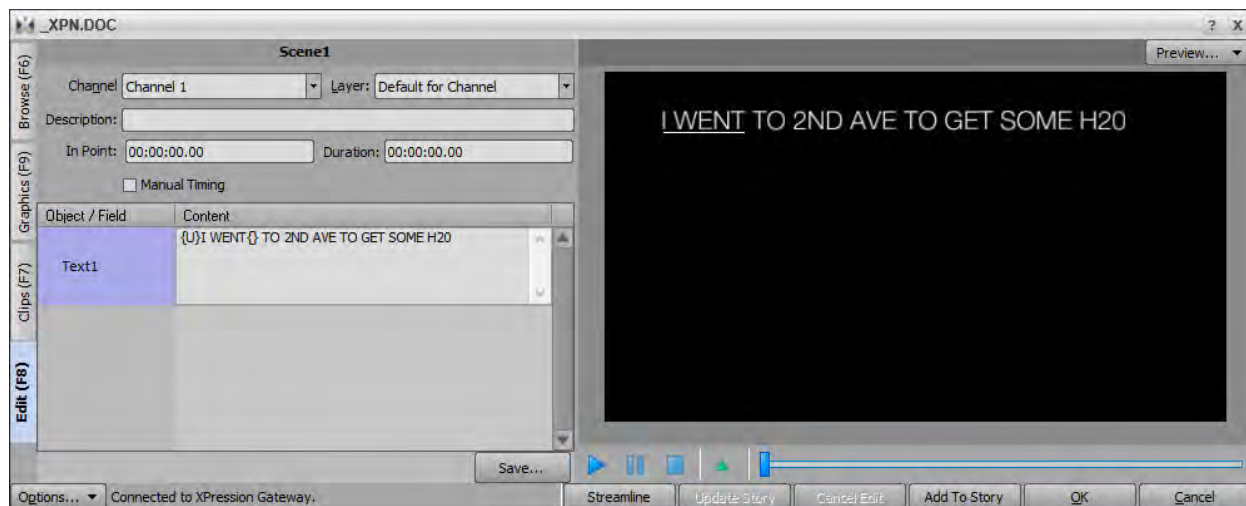 _XPN.DOC
? X
Scene1
Preview...
Browse (F6)
Graphics (F9)
Clips (F7)
Edit (F8)
Channel Channel 1 Layer: Default for Channel
Description:
In Point: 00:00:00.00 Duration: 00:00:00.00
Manual Timing
Object / Field Content
Text1 {U}I WENT{} TO 2ND AVE TO GET SOME H20
I WENT TO 2ND AVE TO GET SOME H20
Save...
Options... Connected to XPression Gateway.
Streamline Update Story Cancel Edit Add To Story OK Cancel